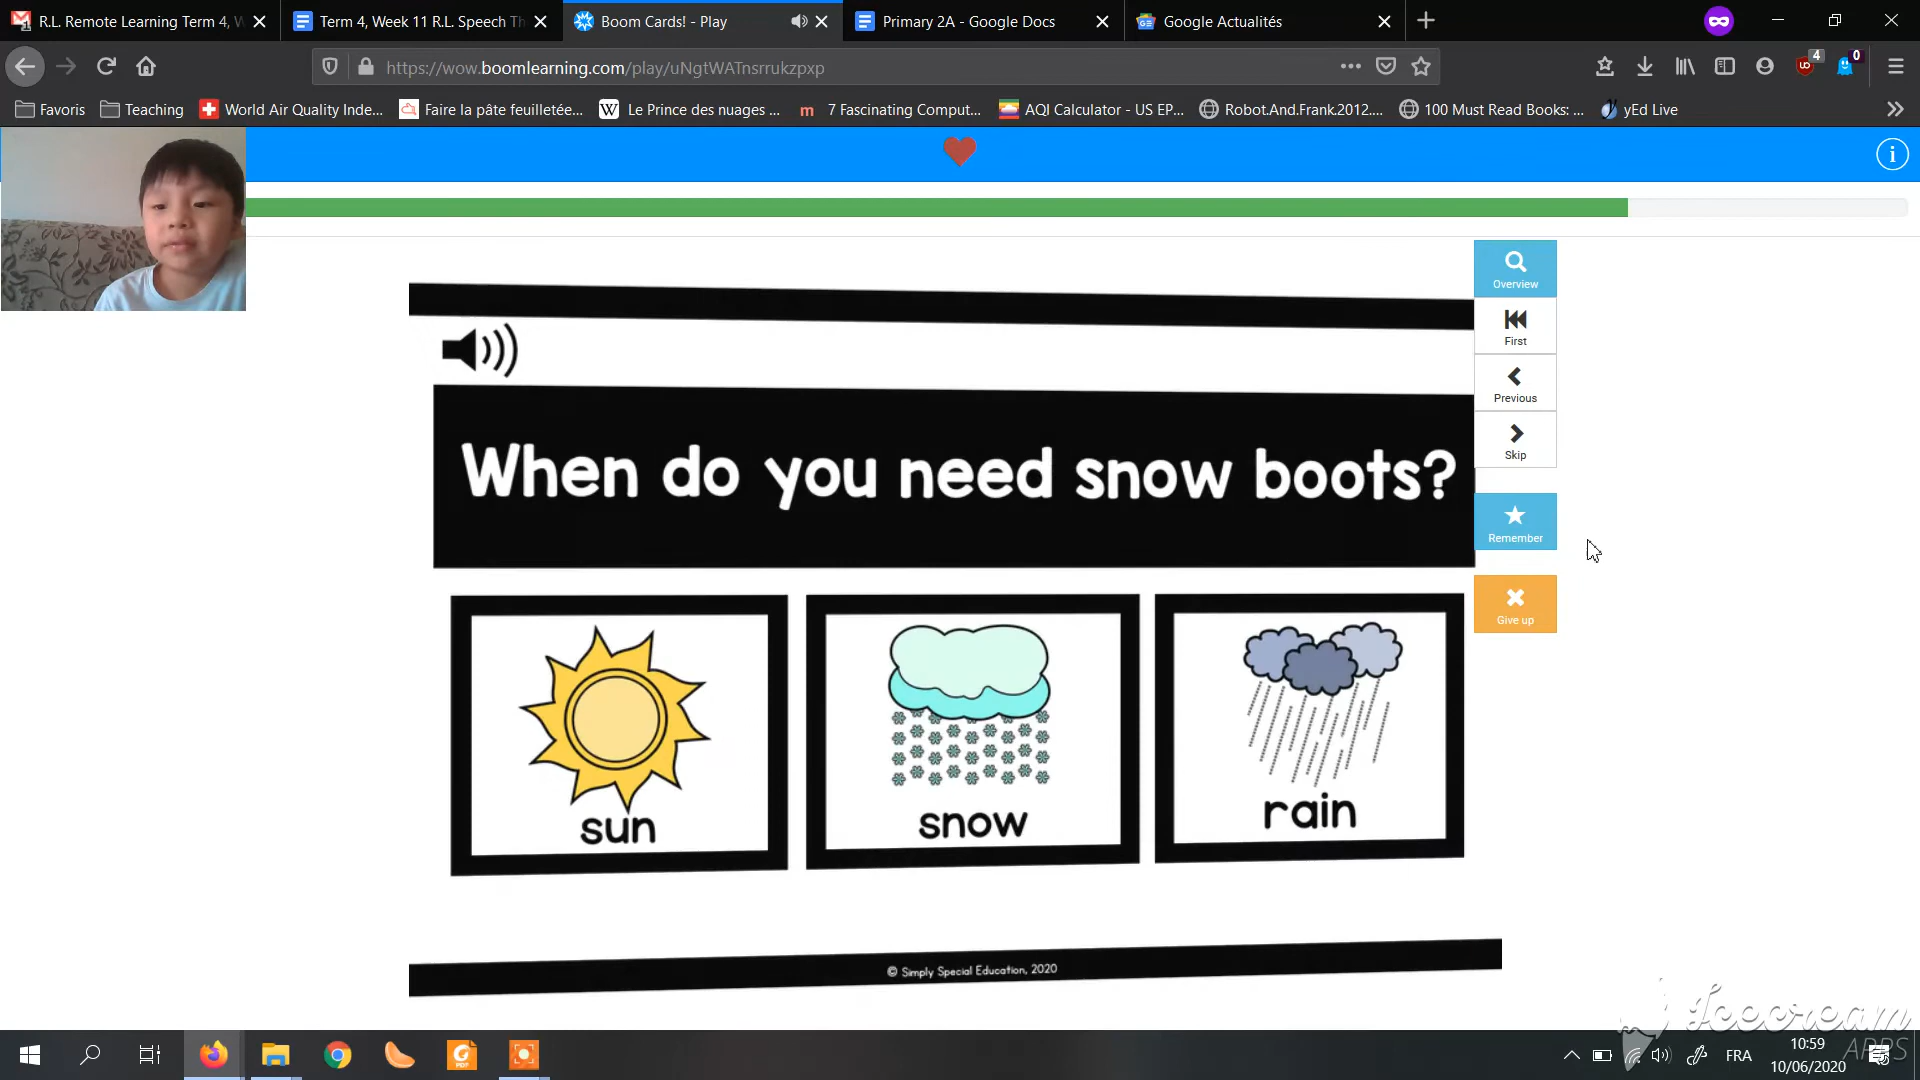 R.L. Remote Learning Term 4, W
Term 4, Week 11 R.L. Speech Th
Boom Cards! - Play
Primary 2A - Google Docs
Google Actualités
https://wow.boomlearning.com/play/uNgtWATnsrrukzpxp
4
0
Favoris
Teaching
World Air Quality Inde...
Faire la pâte feuilletée...
W
Le Prince des nuages ...
m
7 Fascinating Comput...
AQI Calculator - US EP...
Robot.And.Frank.2012....
100 Must Read Books: ...
yEd Live
i
Overview
First
Previous
Skip
Remember
Give up
When do you need snow boots?
sun
snow
rain
© Simply Special Education, 2020
Icecream
APPS
10:59
FRA
10/06/2020